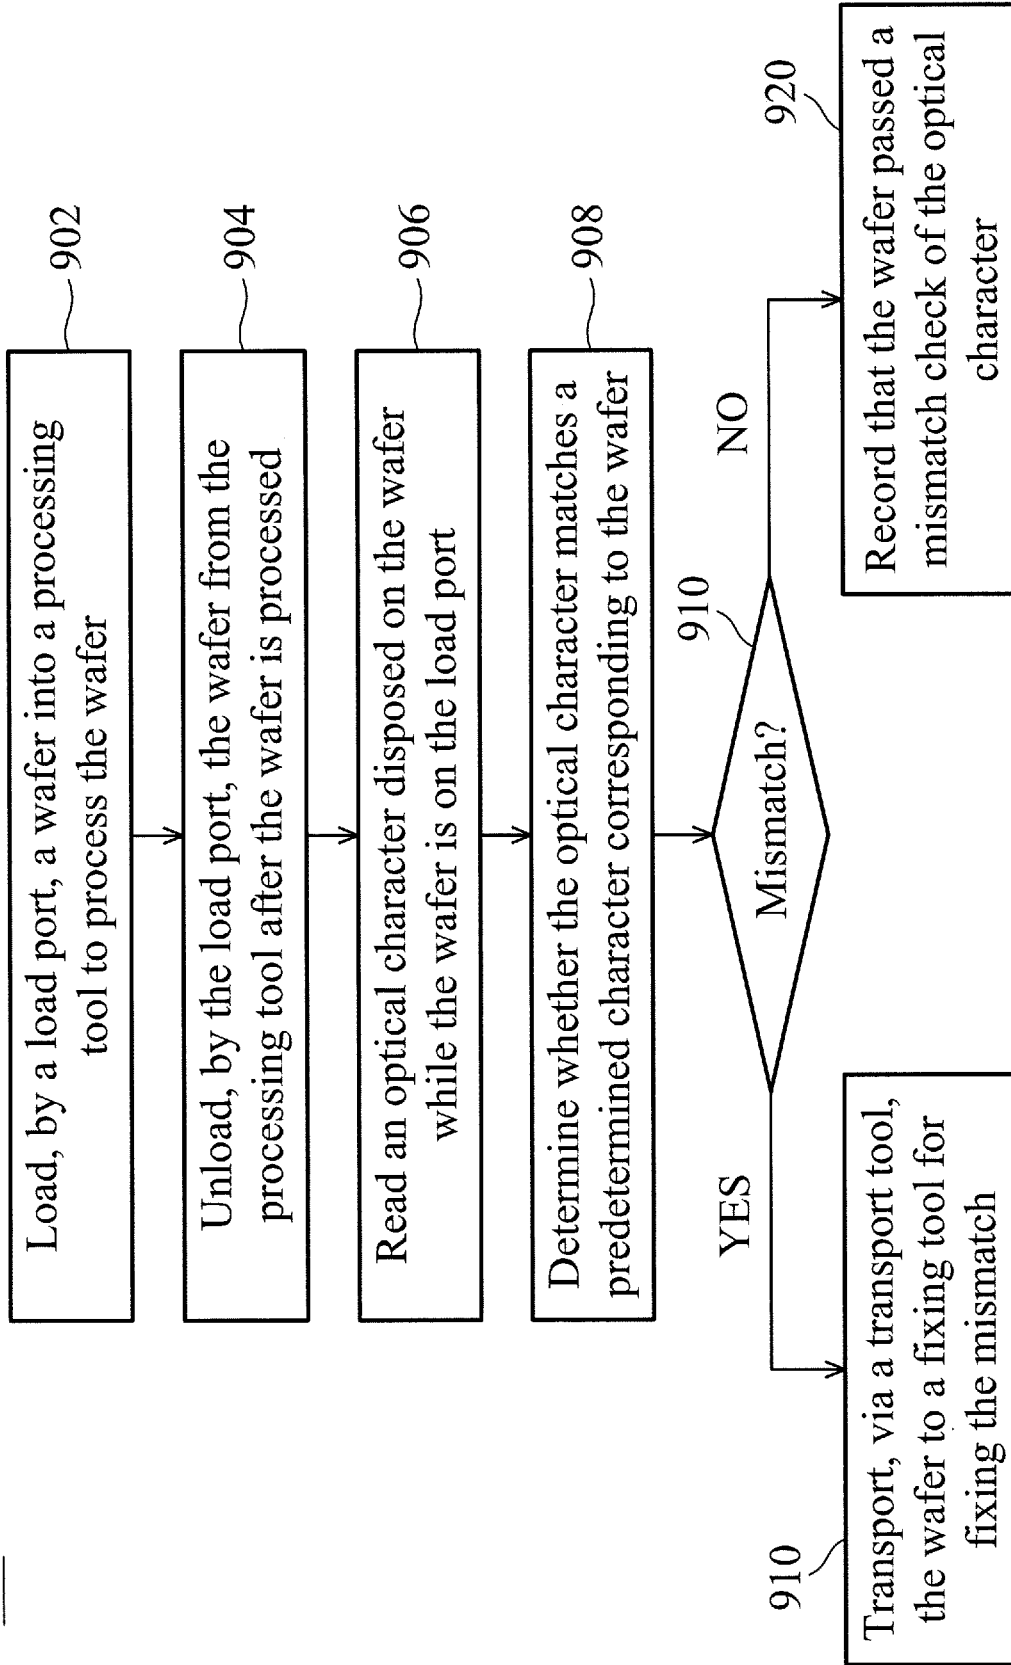 Load, by a load port, a wafer into a processing
tool to process the wafer
902
Unload, by the load port, the wafer from the
processing tool after the wafer is processed
904
Read an optical character disposed on the wafer
while the wafer is on the load port
906
Determine whether the optical character matches a
predetermined character corresponding to the wafer
908
Mismatch?
910
YES
NO
910
Transport, via a transport tool,
the wafer to a fixing tool for
fixing the mismatch
920
Record that the wafer passed a
mismatch check of the optical
character